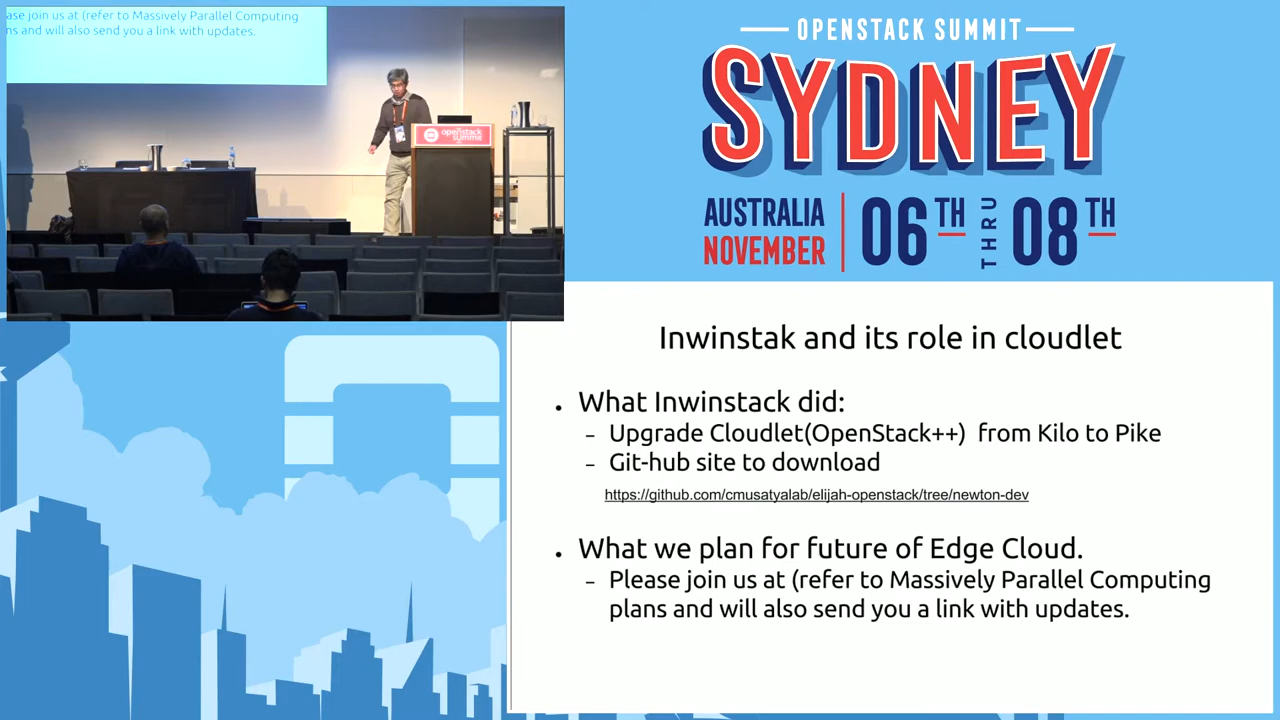 ase join us at (refer to Massively Parallel Computing
ns and will also send you a link with updates.
openstack
summit
OPENSTACK SUMMIT
SYDNEY
AUSTRALIA
NOVEMBER
06TH
THRU
08TH
Inwinstak and its role in cloudlet
• What Inwinstack did:
– Upgrade Cloudlet(OpenStack++) from Kilo to Pike
– Git-hub site to download
https://github.com/cmusatyalab/elijah-openstack/tree/newton-dev
• What we plan for future of Edge Cloud.
– Please join us at (refer to Massively Parallel Computing
plans and will also send you a link with updates.